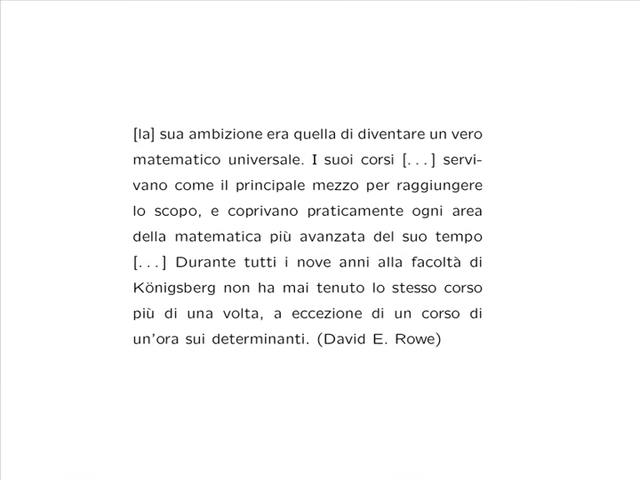 [la] sua ambizione era quella di diventare un vero
matematico universale. I suoi corsi [...] servi-
vano come il principale mezzo per raggiungere
lo scopo, e coprivano praticamente ogni area
della matematica più avanzata del suo tempo
[...] Durante tutti i nove anni alla facoltà di
Königsberg non ha mai tenuto lo stesso corso
più di una volta, a eccezione di un corso di
un'ora sui determinanti. (David E. Rowe)